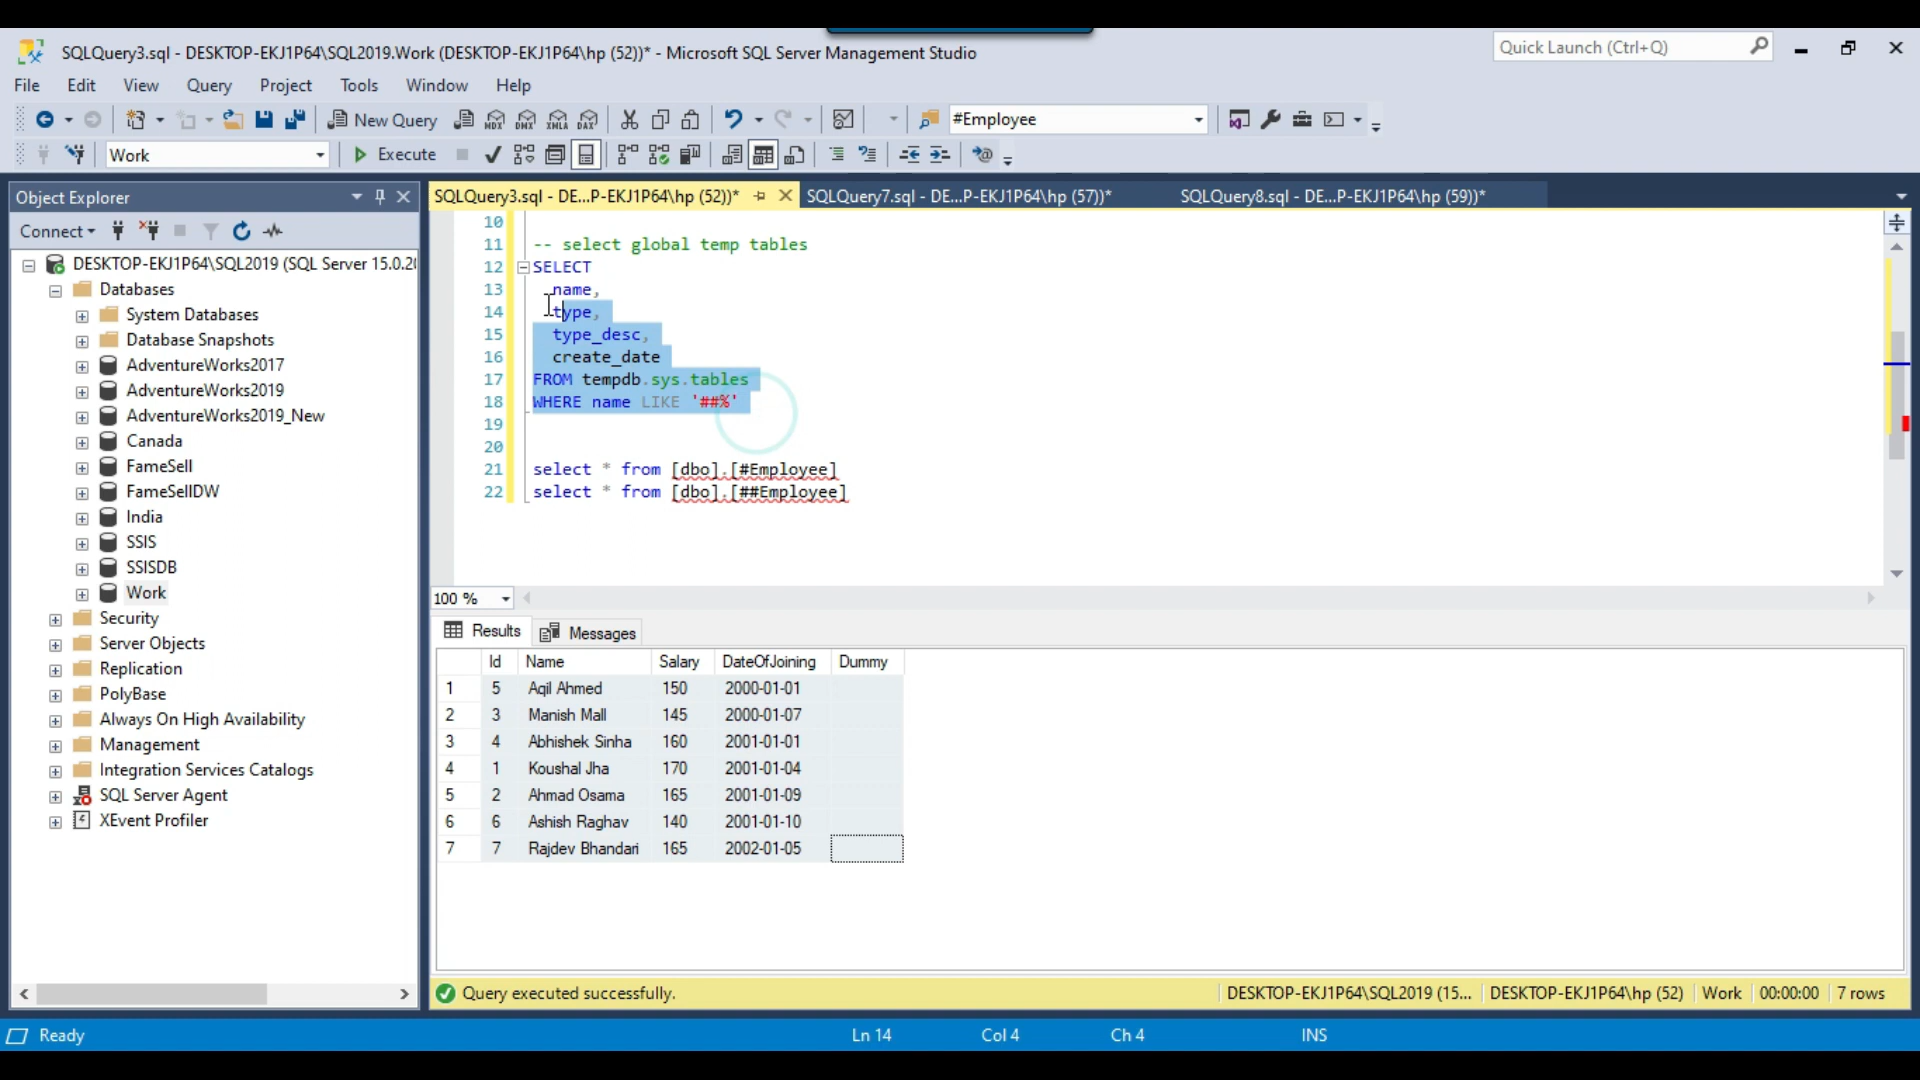 SQLQuery3.sql - DESKTOP-EKJ1P64\SQL2019.Work (DESKTOP-EKJ1P64\hp (52))* - Microsoft SQL Server Management Studio
Quick Launch (Ctrl+Q)
File Edit View Query Project Tools Window Help
New Query
MDX DMX XMLA DAX
#Employee
Work
Execute
Object Explorer
SQLQuery3.sql - DE...P-EKJ1P64\hp (52))*
SQLQuery7.sql - DE...P-EKJ1P64\hp (57))*
SQLQuery8.sql - DE...P-EKJ1P64\hp (59))*
Connect
DESKTOP-EKJ1P64\SQL2019 (SQL Server 15.0.2
Databases
System Databases
Database Snapshots
AdventureWorks2017
AdventureWorks2019
AdventureWorks2019_New
Canada
FameSell
FameSellDW
India
SSIS
SSISDB
Work
Security
Server Objects
Replication
PolyBase
Always On High Availability
Management
Integration Services Catalogs
SQL Server Agent
XEvent Profiler
10
11 -- select global temp tables
12 SELECT
13 name,
14 type,
15 type_desc,
16 create_date
17 FROM tempdb.sys.tables
18 WHERE name LIKE '##%'
19
20
21 select * from [dbo].[#Employee]
22 select * from [dbo].[##Employee]
100 %
Results Messages
Id Name Salary DateOfJoining Dummy
1 5 Aqil Ahmed 150 2000-01-01
2 3 Manish Mall 145 2000-01-07
3 4 Abhishek Sinha 160 2001-01-01
4 1 Koushal Jha 170 2001-01-04
5 2 Ahmad Osama 165 2001-01-09
6 6 Ashish Raghav 140 2001-01-10
7 7 Rajdev Bhandari 165 2002-01-05
Query executed successfully.
DESKTOP-EKJ1P64\SQL2019 (15... DESKTOP-EKJ1P64\hp (52) Work 00:00:00 7 rows
Ready Ln 14 Col 4 Ch 4 INS